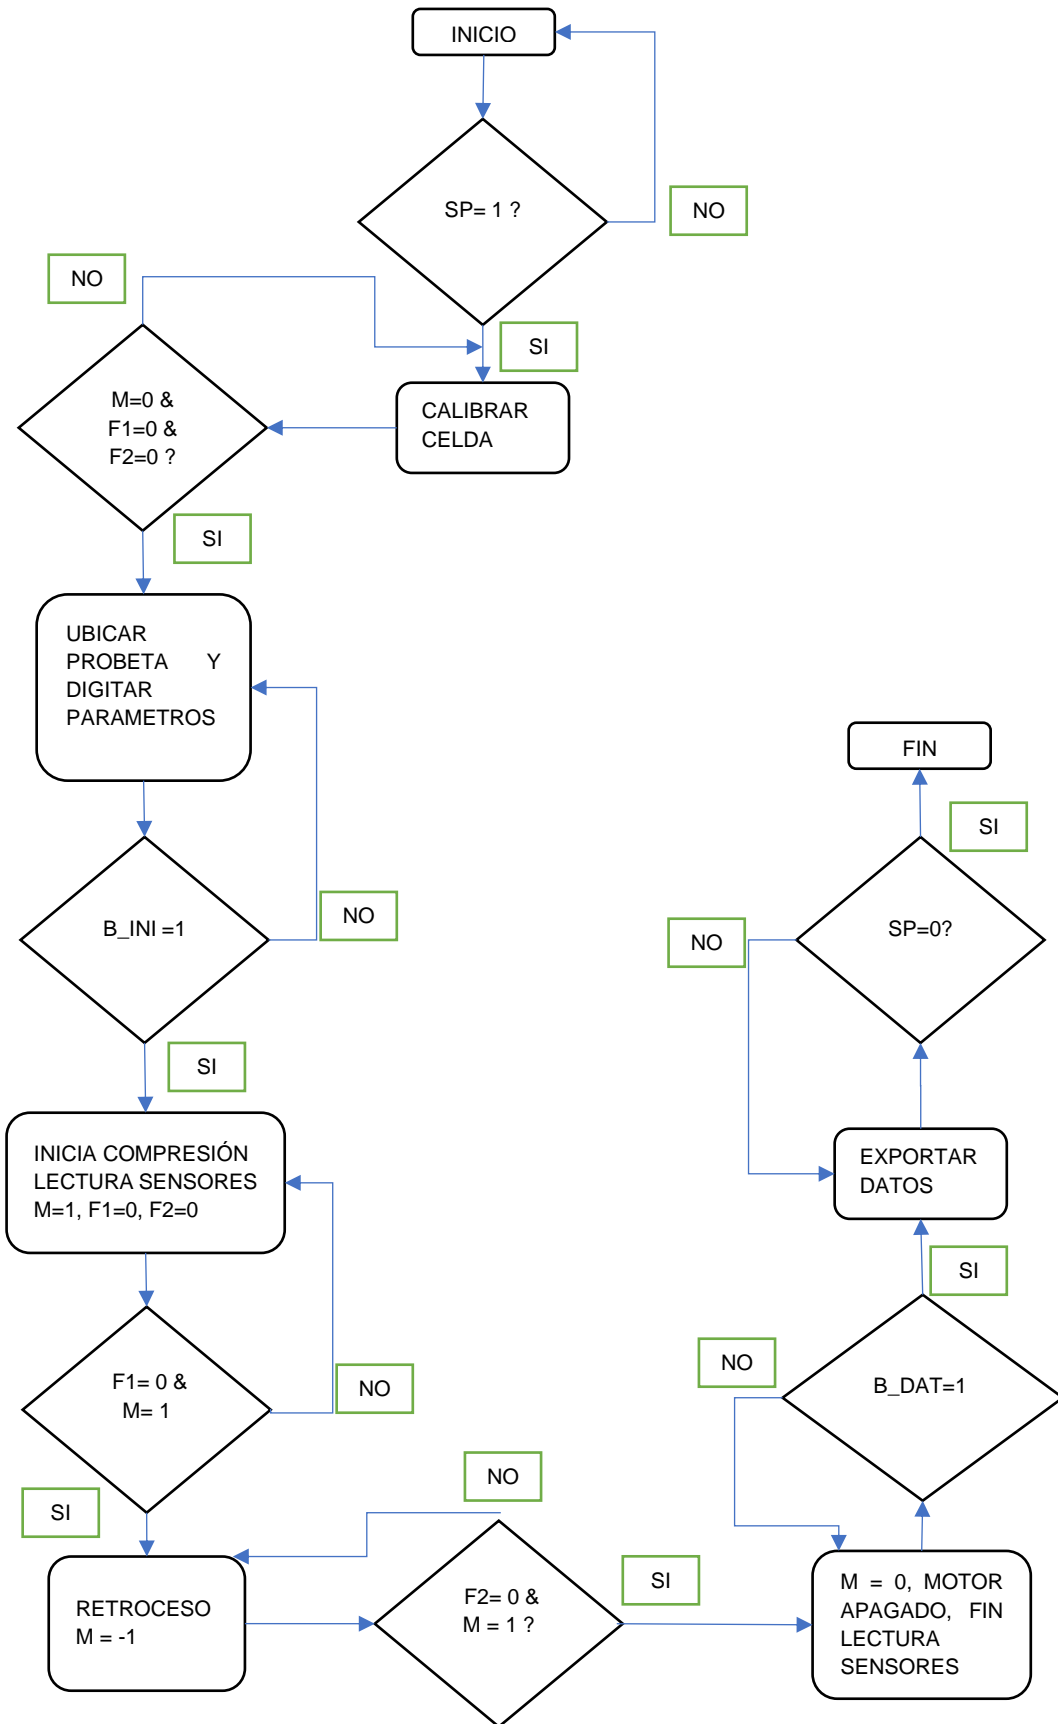 INICIO
SP= 1 ?
NO
SI
NO
CALIBRAR
CELDA
M=0 &
F1=0 &
F2=0 ?
SI
UBICAR
PROBETA Y
DIGITAR
PARAMETROS
B_INI =1
NO
SI
INICIA COMPRESIÓN
LECTURA SENSORES
M=1, F1=0, F2=0
F1= 0 &
M= 1
NO
SI
RETROCESO
M = -1
NO
F2= 0 &
M = 1 ?
SI
M = 0, MOTOR
APAGADO, FIN
LECTURA
SENSORES
B_DAT=1
NO
SI
EXPORTAR
DATOS
SP=0?
NO
SI
FIN